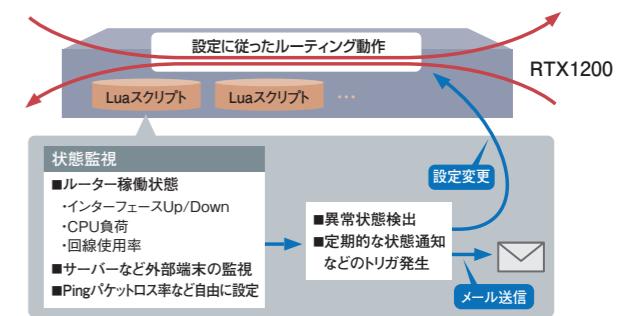 設定に従ったルーティング動作
RTX1200
Luaスクリプト
Luaスクリプト
…
状態監視
■ルーター稼働状態
・インターフェースUp/Down
・CPU負荷
・回線使用率
■サーバーなど外部端末の監視
■Pingパケットロス率など自由に設定
■異常状態検出
■定期的な状態通知
などのトリガ発生
設定変更
メール送信